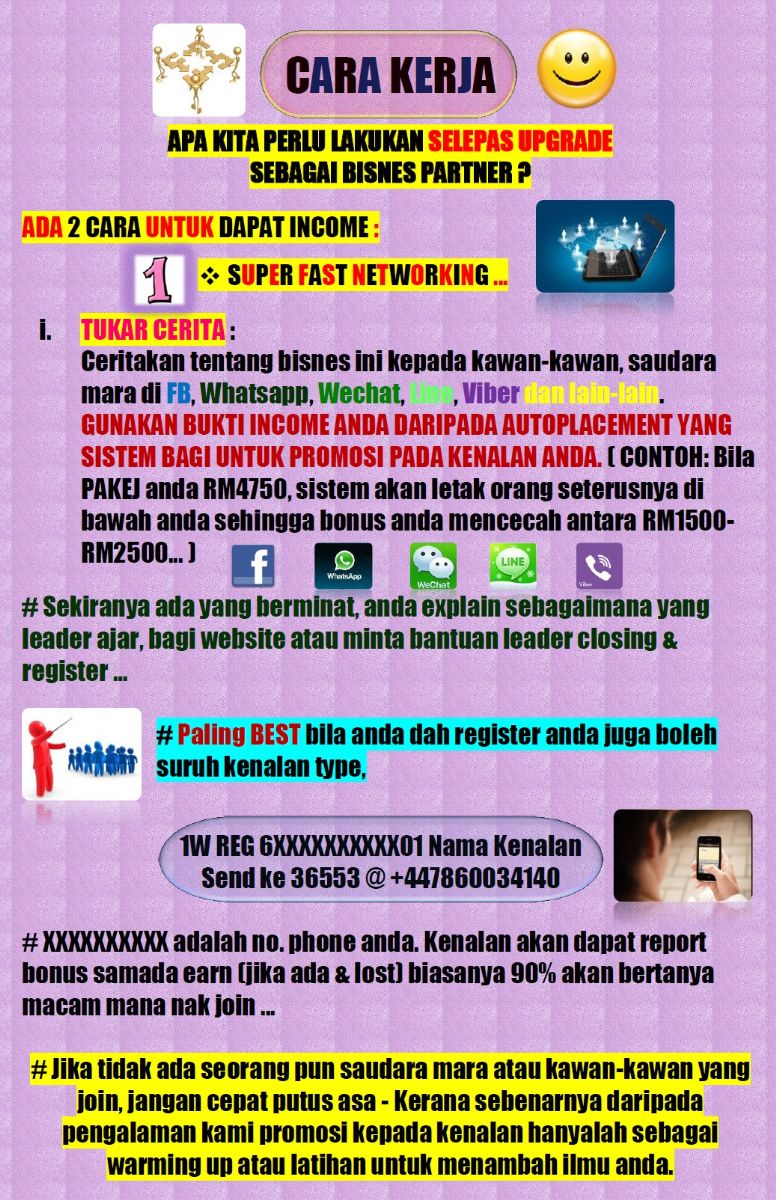 CARA KERJA
APA KITA PERLU LAKUKAN SELEPAS UPGRADE
SEBAGAI BISNES PARTNER ?
ADA 2 CARA UNTUK DAPAT INCOME :
1 ❖ SUPER FAST NETWORKING ...
i. TUKAR CERITA :
Ceritakan tentang bisnes ini kepada kawan-kawan, saudara
mara di FB, Whatsapp, Wechat, Line, Viber dan lain-lain.
GUNAKAN BUKTI INCOME ANDA DARIPADA AUTOPLACEMENT YANG
SISTEM BAGI UNTUK PROMOSI PADA KENALAN ANDA. ( CONTOH: Bila
PAKEJ anda RM4750, sistem akan letak orang seterusnya di
bawah anda sehingga bonus anda mencecah antara RM1500-
RM2500... )
f WhatsApp WeChat LINE Viber
# Sekiranya ada yang berminat, anda explain sebagaimana yang
leader ajar, bagi website atau minta bantuan leader closing &
register ...
# Paling BEST bila anda dah register anda juga boleh
suruh kenalan type,
1W REG 6XXXXXXXXXX01 Nama Kenalan
Send ke 36553 @ +447860034140
# XXXXXXXXXX adalah no. phone anda. Kenalan akan dapat report
bonus samada earn (jika ada & lost) biasanya 90% akan bertanya
macam mana nak join ...
# Jika tidak ada seorang pun saudara mara atau kawan-kawan yang
join, jangan cepat putus asa - Kerana sebenarnya daripada
pengalaman kami promosi kepada kenalan hanyalah sebagai
warming up atau latihan untuk menambah ilmu anda.